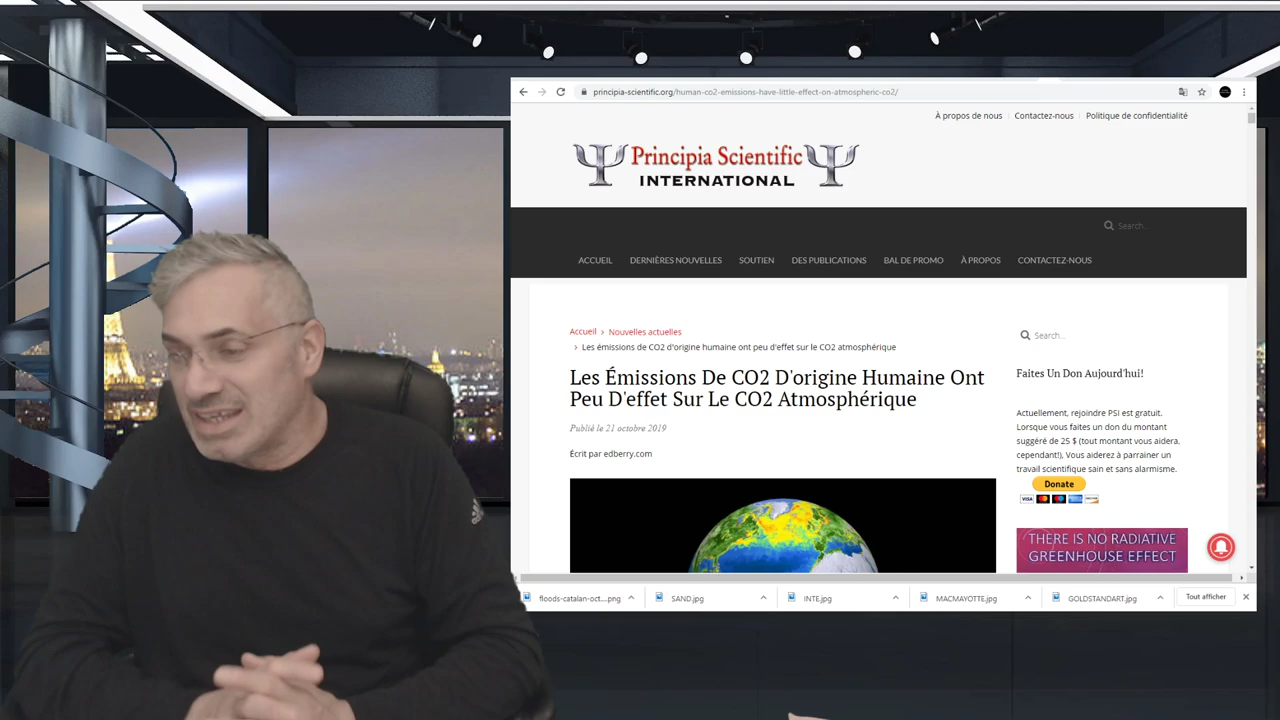 principia-scientific.org/human-co2-emissions-have-little-effect-on-atmospheric-co2/
À propos de nous
Contactez-nous
Politique de confidentialité
Principia Scientific
INTERNATIONAL
Search...
ACCUEIL
DERNIÈRES NOUVELLES
SOUTIEN
DES PUBLICATIONS
BAL DE PROMO
À PROPOS
CONTACTEZ-NOUS
Accueil > Nouvelles actuelles
> Les émissions de CO2 d'origine humaine ont peu d'effet sur le CO2 atmosphérique
Les Émissions De CO2 D'origine Humaine Ont
Peu D'effet Sur Le CO2 Atmosphérique
Publié le 21 octobre 2019
Écrit par edberry.com
Search...
Faites Un Don Aujourd'hui!
Actuellement, rejoindre PSI est gratuit.
Lorsque vous faites un don du montant
suggéré de 25 $ (tout montant vous aidera,
cependant!), Vous aiderez à parrainer un
travail scientifique sain et sans alarmisme.
Donate
VISA
THERE IS NO RADIATIVE
GREENHOUSE EFFECT
floods-catalan-oct....png
SAND.jpg
INTE.jpg
MACMAYOTTE.jpg
GOLDSTANDART.jpg
Tout afficher